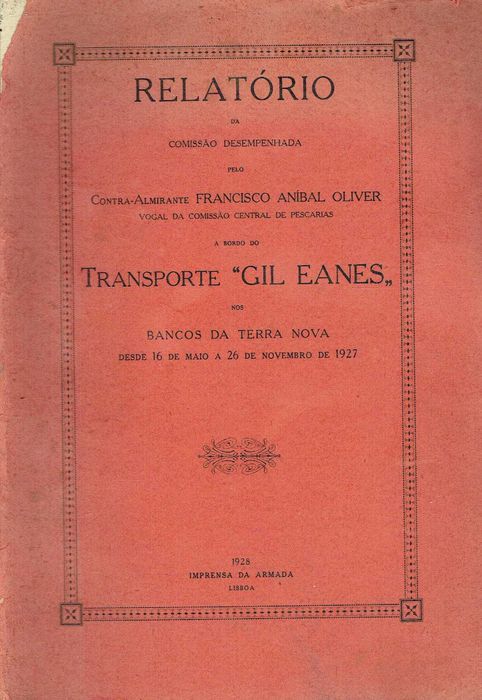 RELATÓRIO
DA
COMISSÃO DESEMPENHADA
PELO
CONTRA-ALMIRANTE FRANCISCO ANÍBAL OLIVER
VOGAL DA COMISSÃO CENTRAL DE PESCARIAS
A BORDO DO
TRANSPORTE "GIL EANES„
NOS
BANCOS DA TERRA NOVA
DESDE 16 DE MAIO A 26 DE NOVEMBRO DE 1927
1928
IMPRENSA DA ARMADA
LISBOA